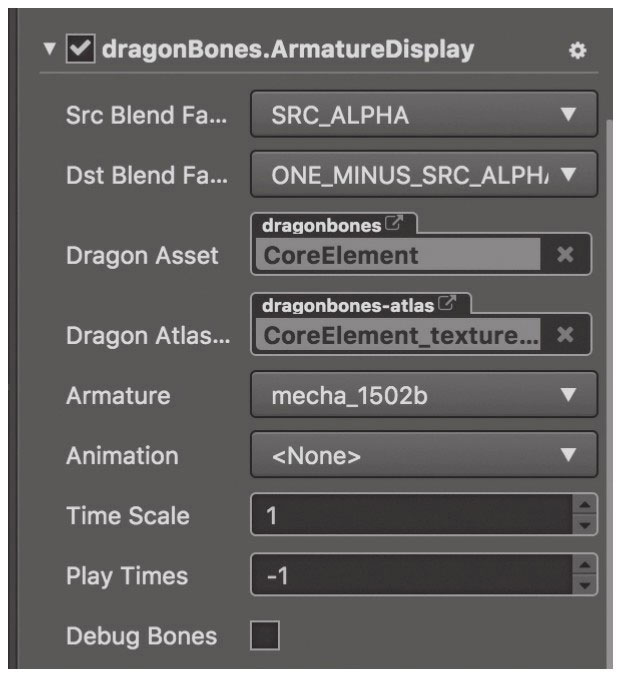 dragonBones.ArmatureDisplay
Src Blend Fa... SRC_ALPHA
Dst Blend Fa... ONE_MINUS_SRC_ALPH
dragonbones
Dragon Asset CoreElement
dragonbones-atlas
Dragon Atlas... CoreElement_texture...
Armature mecha_1502b
Animation <None>
Time Scale 1
Play Times -1
Debug Bones